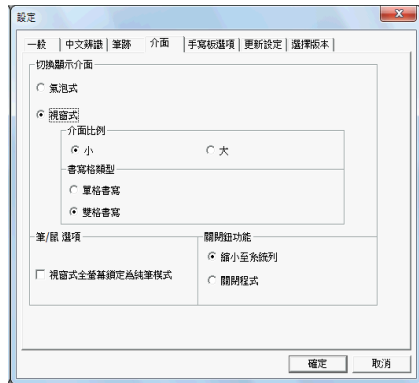 設定
一般 中文辨識 筆跡 介面 手寫板選項 更新設定 選擇版本
切換顯示介面
氣泡式
視窗式
介面比例
小 大
書寫格類型
單格書寫
雙格書寫
筆/鼠 選項 關閉鈕功能
視窗式全螢幕鎖定為純筆模式 縮小至系統列
關閉程式
確定 取消